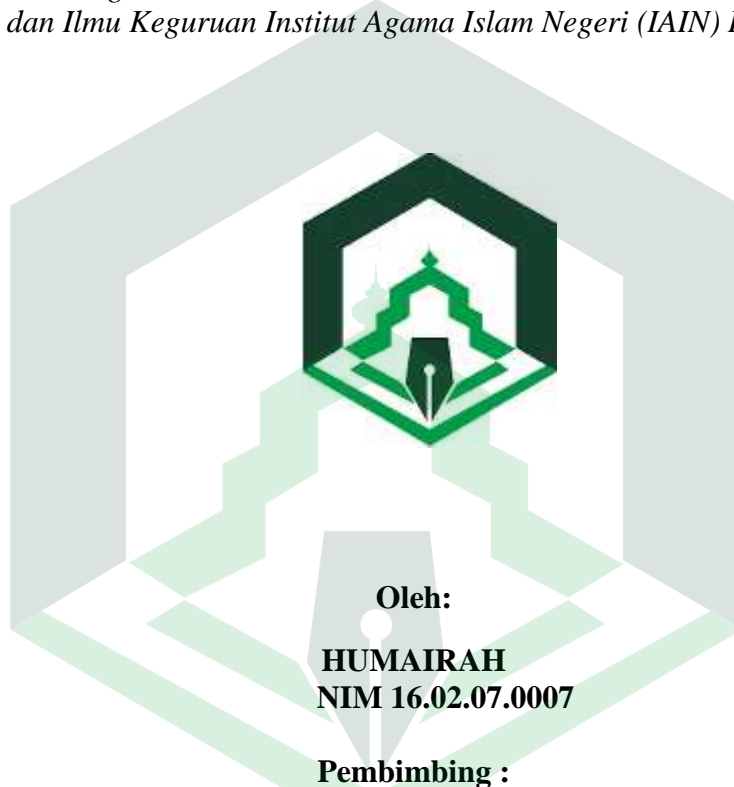 dan Ilmu Keguruan Institut Agama Islam Negeri (IAIN)
Oleh:
HUMAIRAH
NIM 16.02.07.0007
Pembimbing :